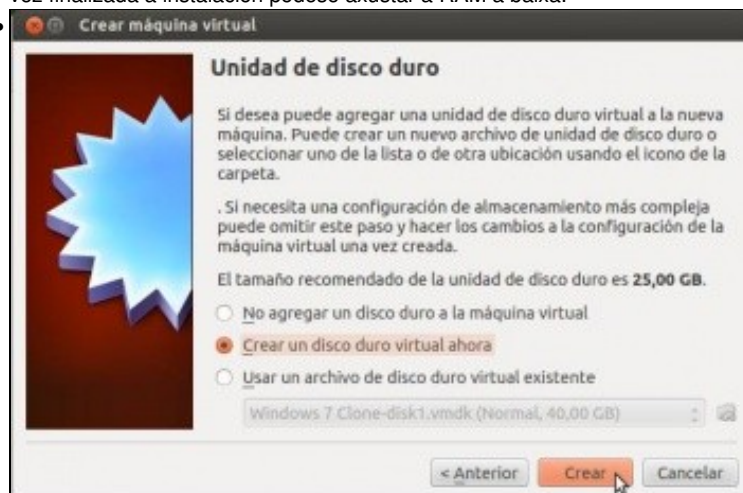 vez finalizada a instalación pódese axustar a RAM á baixa.
Crear máquina virtual
Unidad de disco duro
Si desea puede agregar una unidad de disco duro virtual a la nueva
máquina. Puede crear un nuevo archivo de unidad de disco duro o
seleccionar uno de la lista o de otra ubicación usando el icono de la
carpeta.
. Si necesita una configuración de almacenamiento más compleja
puede omitir este paso y hacer los cambios a la configuración de la
máquina virtual una vez creada.
El tamaño recomendado de la unidad de disco duro es 25,00 GB.
No agregar un disco duro a la máquina virtual
Crear un disco duro virtual ahora
Usar un archivo de disco duro virtual existente
Windows 7 Clone-disk1.vmdk (Normal, 40,00 GB)
< Anterior Crear Cancelar